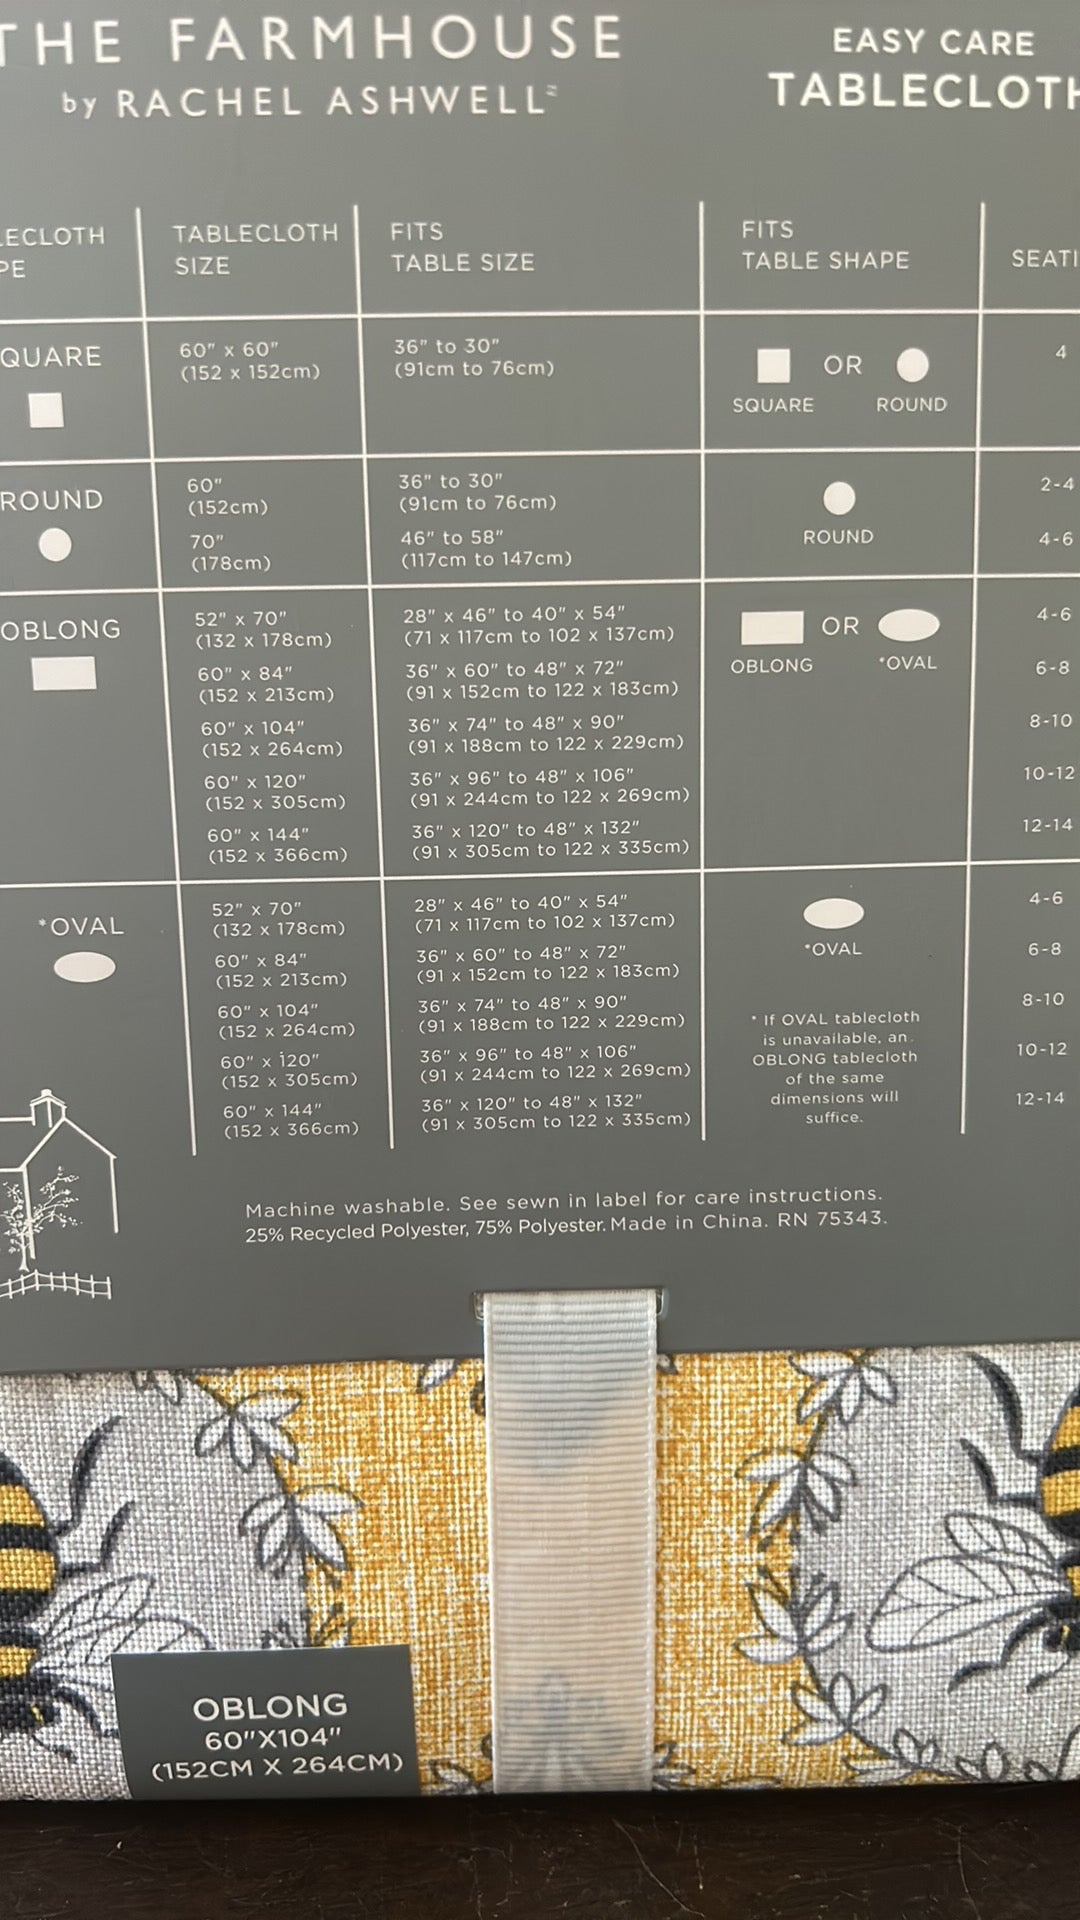 THE FARMHOUSE
by RACHEL ASHWELL
EASY CARE
TABLECLOTH
TABLECLOTH
SIZE
FITS
TABLE SIZE
FITS
TABLE SHAPE
QUARE
60" x 60"
(152 x 152cm)
36" to 30"
(91cm to 76cm)
OR
SQUARE
ROUND
4
ROUND
60"
(152cm)
70"
(178cm)
36" to 30"
(91cm to 76cm)
46" to 58"
(117cm to 147cm)
ROUND
2-4
4-6
OBLONG
52" x 70"
(132 x 178cm)
60" x 84"
(152 x 213cm)
60" x 104"
(152 x 264cm)
60" x 120"
(152 x 305cm)
60" x 144"
(152 x 366cm)
28" x 46" to 40" x 54"
(71 x 117cm to 102 x 137cm)
36" x 60" to 48" x 72"
(91 x 152cm to 122 x 183cm)
36" x 74" to 48" x 90"
(91 x 188cm to 122 x 229cm)
36" x 96" to 48" x 106"
(91 x 244cm to 122 x 269cm)
36" x 120" to 48" x 132"
(91 x 305cm to 122 x 335cm)
OR
OBLONG
*OVAL
4-6
6-8
8-10
10-12
12-14
*OVAL
52" x 70"
(132 x 178cm)
60" x 84"
(152 x 213cm)
60" x 104"
(152 x 264cm)
60" x 120"
(152 x 305cm)
60" x 144"
(152 x 366cm)
28" x 46" to 40" x 54"
(71 x 117cm to 102 x 137cm)
36" x 60" to 48" x 72"
(91 x 152cm to 122 x 183cm)
36" x 74" to 48" x 90"
(91 x 188cm to 122 x 229cm)
36" x 96" to 48" x 106"
(91 x 244cm to 122 x 269cm)
36" x 120" to 48" x 132"
(91 x 305cm to 122 x 335cm)
*OVAL
* If OVAL tablecloth
is unavailable, an
OBLONG tablecloth
of the same
dimensions will
suffice.
4-6
6-8
8-10
10-12
12-14
Machine washable. See sewn in label for care instructions.
25% Recycled Polyester, 75% Polyester. Made in China. RN 75343.
OBLONG
60"X104"
(152CM X 264CM)